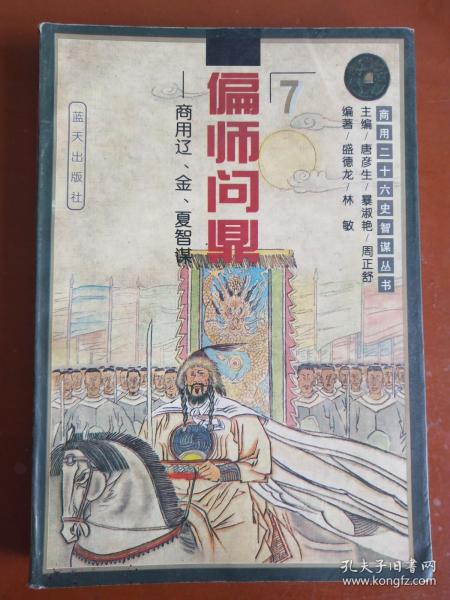 商用二十六史智谋丛书
主编/唐彦生/暴淑艳/周正舒
编著/盛德龙/林敏
7
偏师问鼎
—商用辽、金、夏智谋
蓝天出版社
孔夫子旧书网
www.kongfz.com